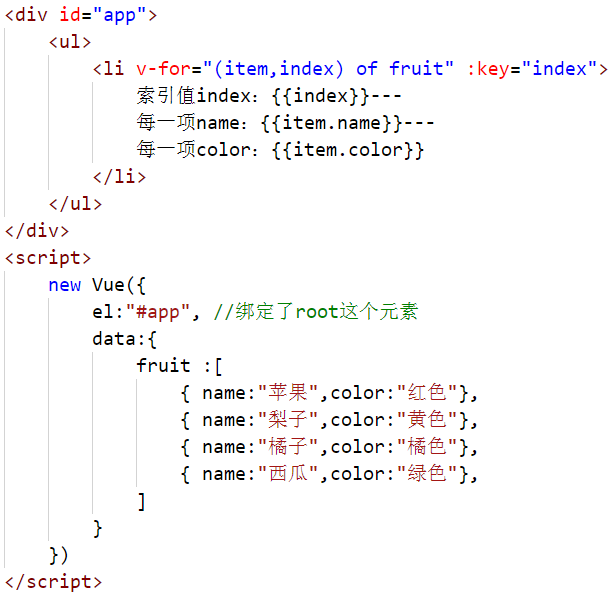 <div id="app">
    <ul>
        <li v-for="(item,index) of fruit" :key="index">
            索引值index：{{index}}---
            每一项name：{{item.name}}---
            每一项color：{{item.color}}
        </li>
    </ul>
</div>
<script>
    new Vue({
        el:"#app", //绑定了root这个元素
        data:{
            fruit :[
                { name:"苹果",color:"红色"},
                { name:"梨子",color:"黄色"},
                { name:"橘子",color:"橘色"},
                { name:"西瓜",color:"绿色"},
            ]
        }
    })
</script>